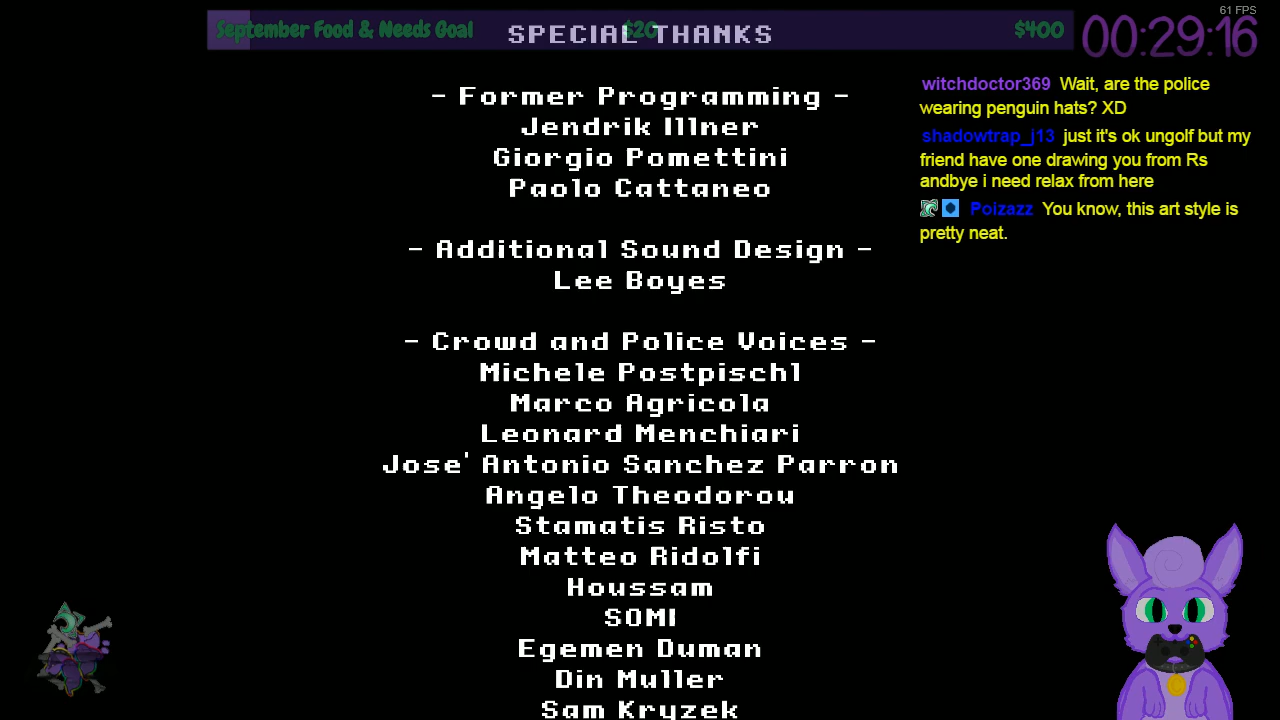 61 FPS
September Food & Needs Goal $20 $400
00:29:16
SPECIAL THANKS
- Former Programming -
Jendrik Illner
Giorgio Pomettini
Paolo Cattaneo
- Additional Sound Design -
Lee Boyes
- Crowd and Police Voices -
Michele Postpischl
Marco Agricola
Leonard Menchiari
Jose' Antonio Sanchez Parron
Angelo Theodorou
Stamatis Risto
Matteo Ridolfi
Houssam
SOMI
Egemen Duman
Din Muller
Sam Kryzek
witchdoctor369 Wait, are the police
wearing penguin hats? XD
shadowtrap_j13 just it's ok ungolf but my
friend have one drawing you from Rs
andbye i need relax from here
Poizazz You know, this art style is
pretty neat.